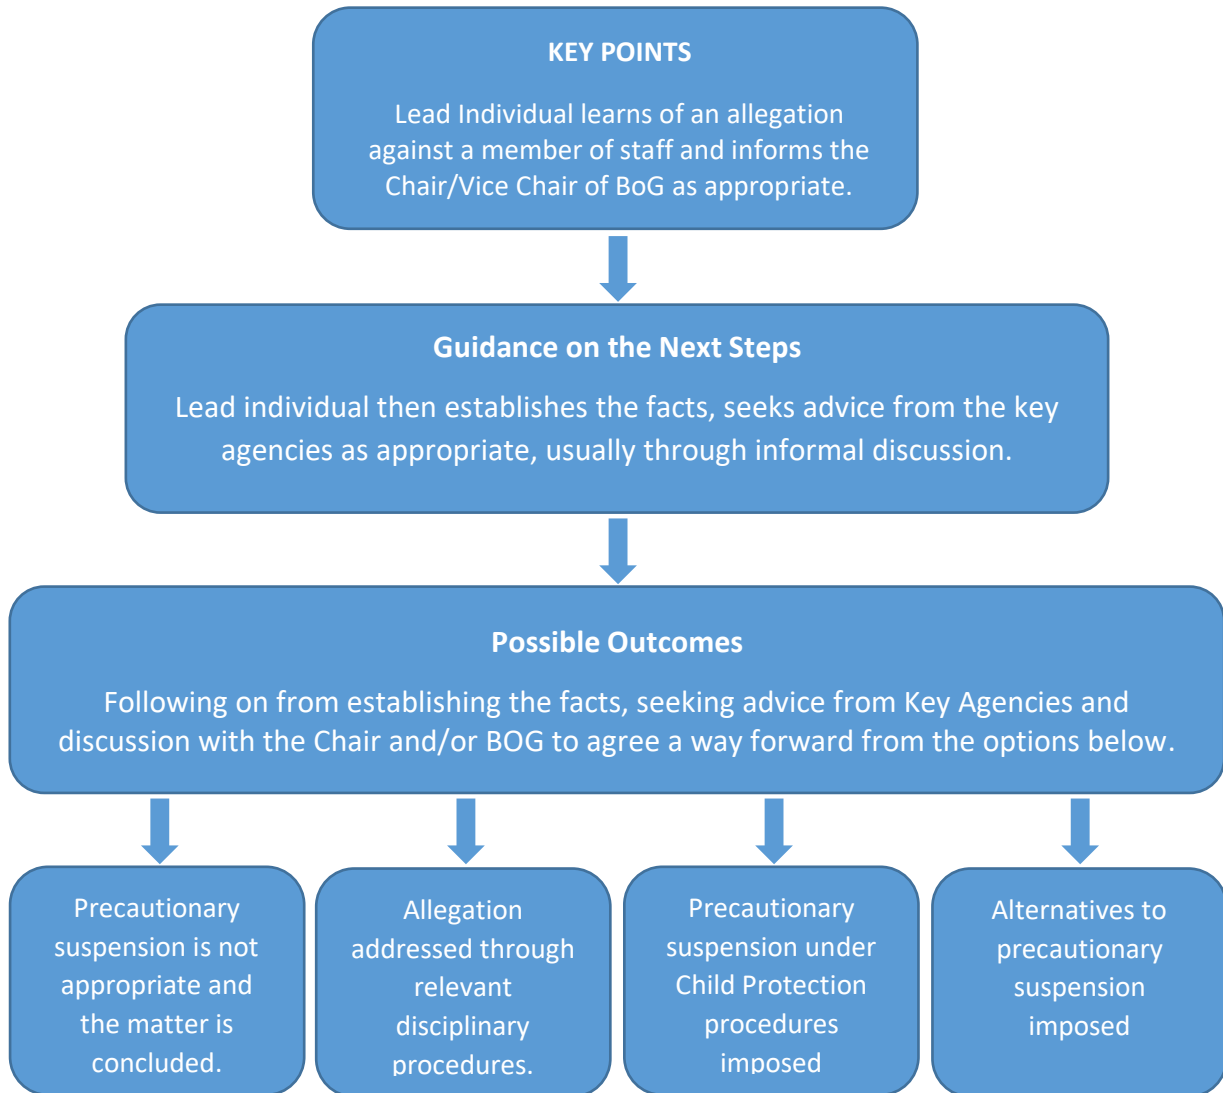 KEY POINTS
Lead Individual learns of an allegation
against a member of staff and informs the
Chair/Vice Chair of BoG as appropriate.
Guidance on the Next Steps
Lead individual then establishes the facts, seeks advice from the key
agencies as appropriate, usually through informal discussion.
Possible Outcomes
Following on from establishing the facts, seeking advice from Key Agencies and
discussion with the Chair and/or BOG to agree a way forward from the options below.
Precautionary
suspension is not
appropriate and
the matter is
concluded.
Allegation
addressed through
relevant
disciplinary
procedures.
Precautionary
suspension under
Child Protection
procedures
imposed
Alternatives to
precautionary
suspension
imposed